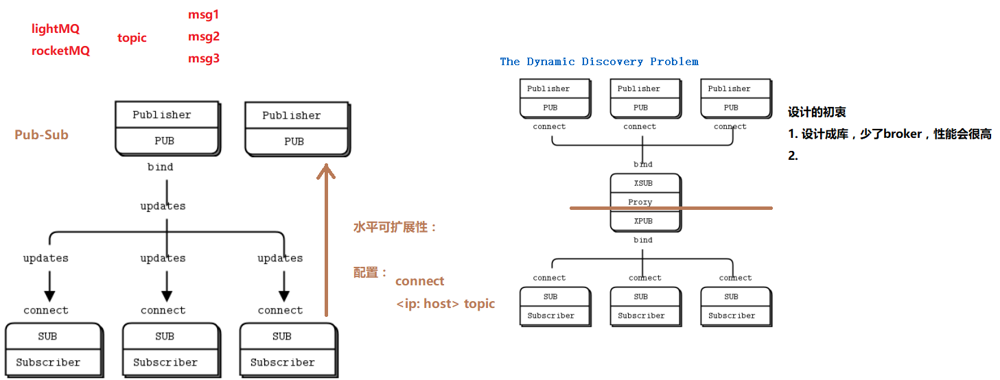 msg1
lightMQ
topic
msg2
rocketMQ
msg3
The Dynamic Discovery Problem
Pub-Sub
Publisher
PUB
Publisher
PUB
bind
updates
updates
updates
updates
connect
connect
connect
SUB
SUB
SUB
Subscriber
Subscriber
Subscriber
水平可扩展性：
配置：
connect
<ip: host> topic
Publisher
Publisher
Publisher
PUB
PUB
PUB
connect
connect
connect
bind
XSUB
Proxy
XPUB
bind
connect
connect
connect
SUB
SUB
SUB
Subscriber
Subscriber
Subscriber
设计的初衷
1. 设计成库，少了broker，性能会很高
2.